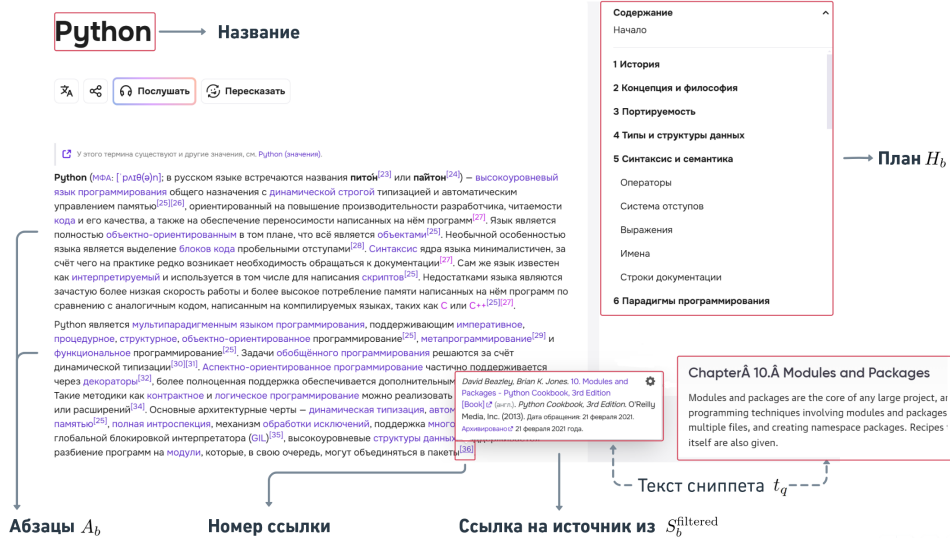 Python
Название
Послушать
Пересказать
У этого термина существуют и другие значения, см. Python (значения).
Python (МФА: [ˈpʌɪθ(ə)n]; в русском языке встречаются названия пито́н[23] или пайтон[24]) — высокоуровневый
язык программирования общего назначения с динамической строгой типизацией и автоматическим
управлением памятью[25][26], ориентированный на повышение производительности разработчика, читаемости
кода и его качества, а также на обеспечение переносимости написанных на нём программ[27]. Язык является
полностью объектно-ориентированным в том плане, что всё является объектами[25]. Необычной особенностью
языка является выделение блоков кода пробельными отступами[28]. Синтаксис ядра языка минималистичен, за
счёт чего на практике редко возникает необходимость обращаться к документации[27]. Сам же язык известен
как интерпретируемый и используется в том числе для написания скриптов[25]. Недостатками языка являются
зачастую более низкая скорость работы и более высокое потребление памяти написанных на нём программ по
сравнению с аналогичным кодом, написанным на компилируемых языках, таких как C или C++[25][27].
Python является мультипарадигменным языком программирования, поддерживающим императивное,
процедурное, структурное, объектно-ориентированное программирование[25], метапрограммирование[29] и
функциональное программирование[25]. Задачи обобщённого программирования решаются за счёт
динамической типизации[30][31]. Аспектно-ориентированное программирование частично поддерживается
через декораторы[32], более полноценная поддержка обеспечивается дополнительным
Такие методики как контрактное и логическое программирование можно реализовать
или расширений[34]. Основные архитектурные черты — динамическая типизация, автом
памятью[25], полная интроспекция, механизм обработки исключений, поддержка много
глобальной блокировкой интерпретатора (GIL)[35], высокоуровневые структуры данных
разбиение программ на модули, которые, в свою очередь, могут объединяться в пакеты[36]
David Beazley, Brian K. Jones. 10. Modules and
Packages - Python Cookbook, 3rd Edition
[Book] (англ.). Python Cookbook, 3rd Edition. O'Reilly
Media, Inc. (2013). Дата обращения: 21 февраля 2021.
Архивировано 21 февраля 2021 года.
Содержание
Начало
1 История
2 Концепция и философия
3 Портируемость
4 Типы и структуры данных
5 Синтаксис и семантика
Операторы
Система отступов
Выражения
Имена
Строки документации
6 Парадигмы программирования
План H_b
ChapterÂ 10.Â Modules and Packages
Modules and packages are the core of any large project, ar
programming techniques involving modules and packages
multiple files, and creating namespace packages. Recipes
itself are also given.
Текст сниппета t_q
Абзацы A_b
Номер ссылки
Ссылка на источник из S_b^filtered